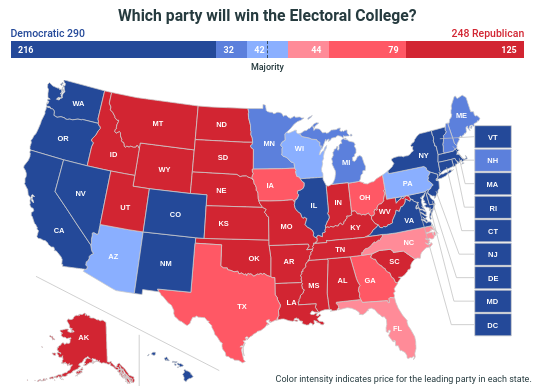 Which party will win the Electoral College?
Democratic 290 248 Republican
216 32 42 44 79 125
Majority
WA
OR
CA
NV
ID
MT
WY
UT
AZ
CO
NM
ND
SD
NE
KS
OK
TX
MN
IA
MO
AR
LA
WI
IL
MI
IN
OH
KY
TN
MS
AL
GA
FL
SC
NC
VA
WV
PA
NY
ME
VT
NH
MA
RI
CT
NJ
DE
MD
DC
AK
Color intensity indicates price for the leading party in each state.